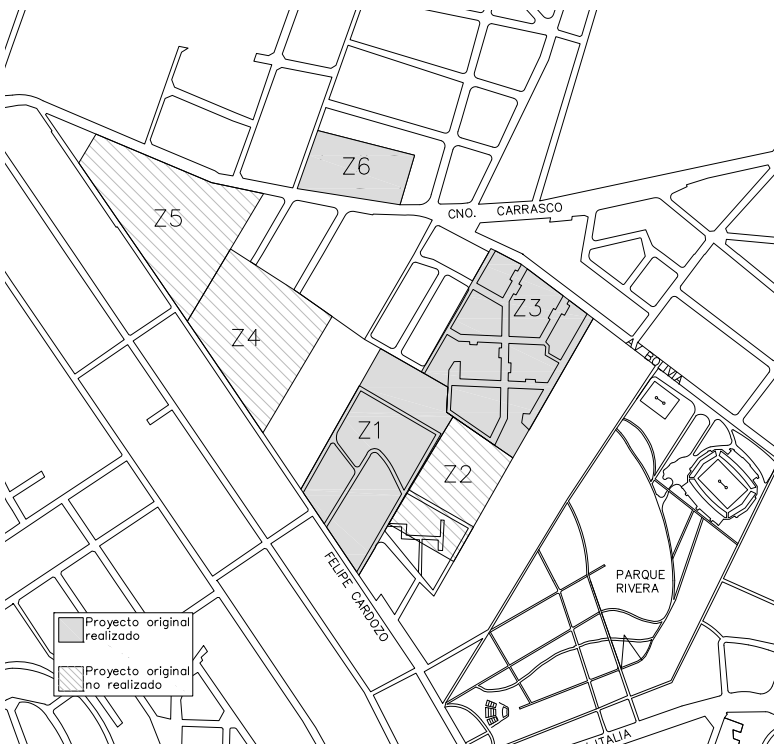 Z6
CNO. CARRASCO
Z5
Z3
Z4
AV. BOLIVIA
Z1
Z2
FELIPE CARDOZO
PARQUE
RIVERA
Proyecto original
realizado
Proyecto original
no realizado
ITALIA